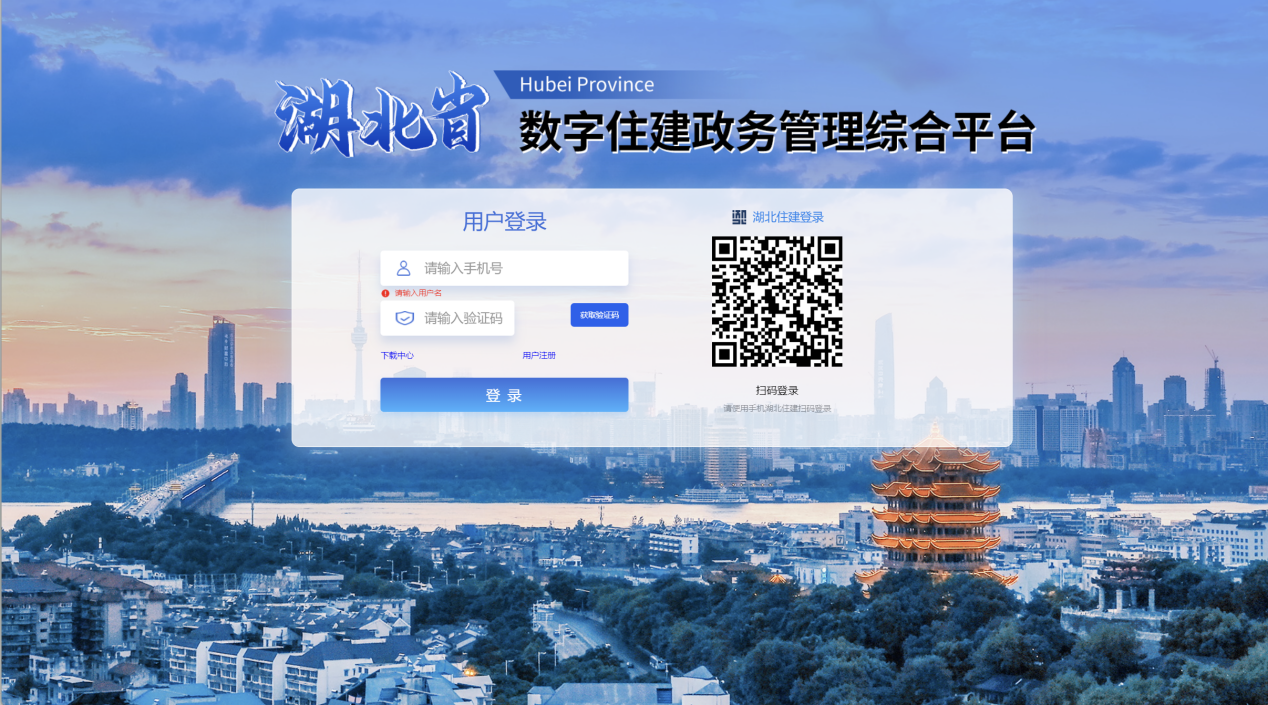 湖北省
Hubei Province
数字住建政务管理综合平台
用户登录
请输入手机号
请输入用户名
请输入验证码
获取验证码
下载中心
用户注册
登录
湖北住建登录
扫码登录
请使用手机湖北住建扫码登录